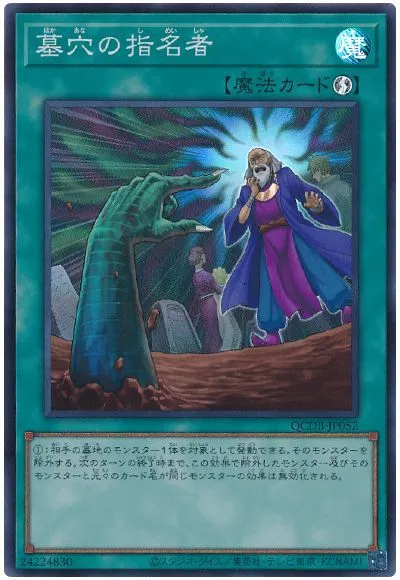 墓穴の指名者
魔
【魔法カード】
QCDB-JP052
①：相手の墓地のモンスター1体を対象として発動できる。そのモンスターを
除外する。次のターンの終了時まで、この効果で除外したモンスター及びその
モンスターと元々のカード名が同じモンスターの効果は無効化される。
24224830
©スタジオ・ダイス／集英社・テレビ東京・KONAMI